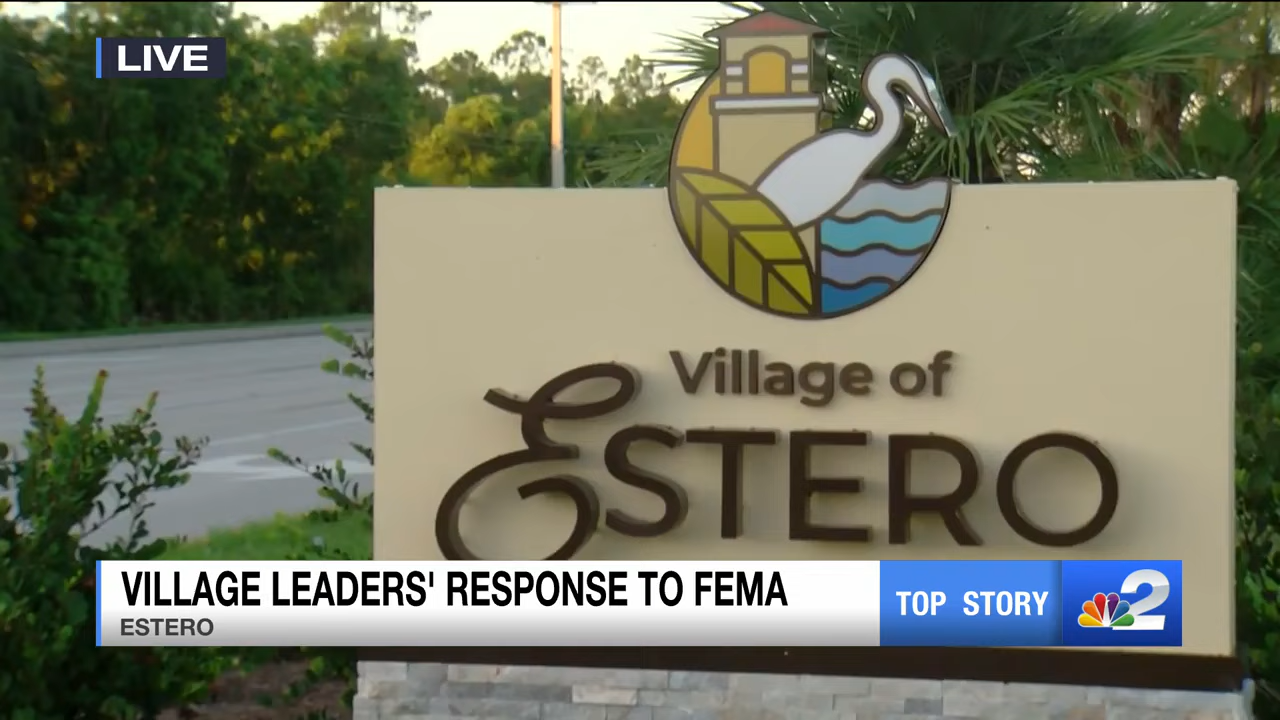 LIVE
Village of
ESTERO
VILLAGE LEADERS' RESPONSE TO FEMA
ESTERO
TOP STORY
2